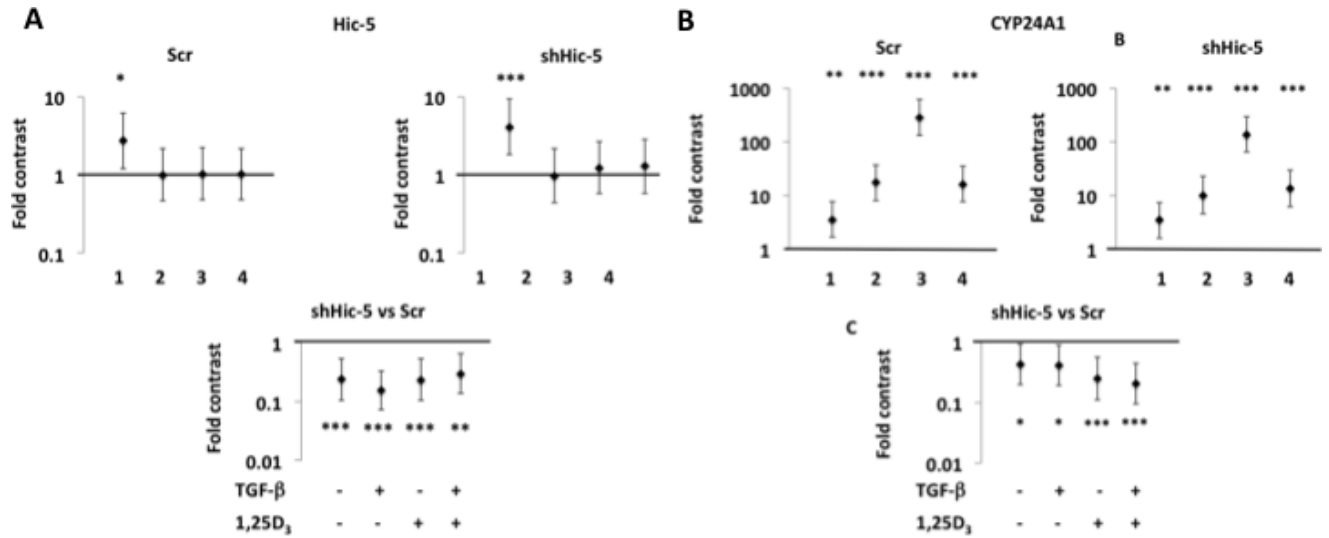 A
Hic-5
Scr
shHic-5
*
***
Fold contrast
10
1
0.1
1 2 3 4
Fold contrast
10
1
0.1
1 2 3 4
shHic-5 vs Scr
Fold contrast
1
0.1
0.01
*** *** *** **
TGF-β - + - +
1,25D₃ - - + +
B
CYP24A1
Scr
B
shHic-5
** *** *** ***
Fold contrast
1000
100
10
1
1 2 3 4
** *** *** ***
Fold contrast
1000
100
10
1
1 2 3 4
C
shHic-5 vs Scr
Fold contrast
1
0.1
0.01
* * *** ***
TGF-β - + - +
1,25D₃ - - + +